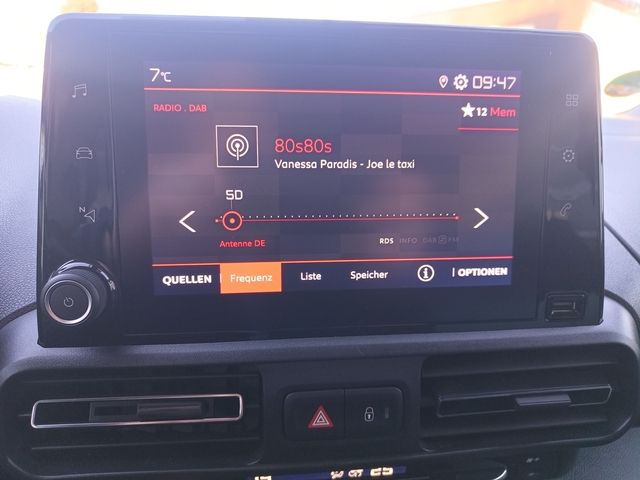 7°C
09:47
RADIO . DAB
12 Mem
80s80s
Vanessa Paradis - Joe le taxi
5D
Antenne DE
RDS INFO DAB FM
QUELLEN
Frequenz
Liste
Speicher
OPTIONEN
N
25